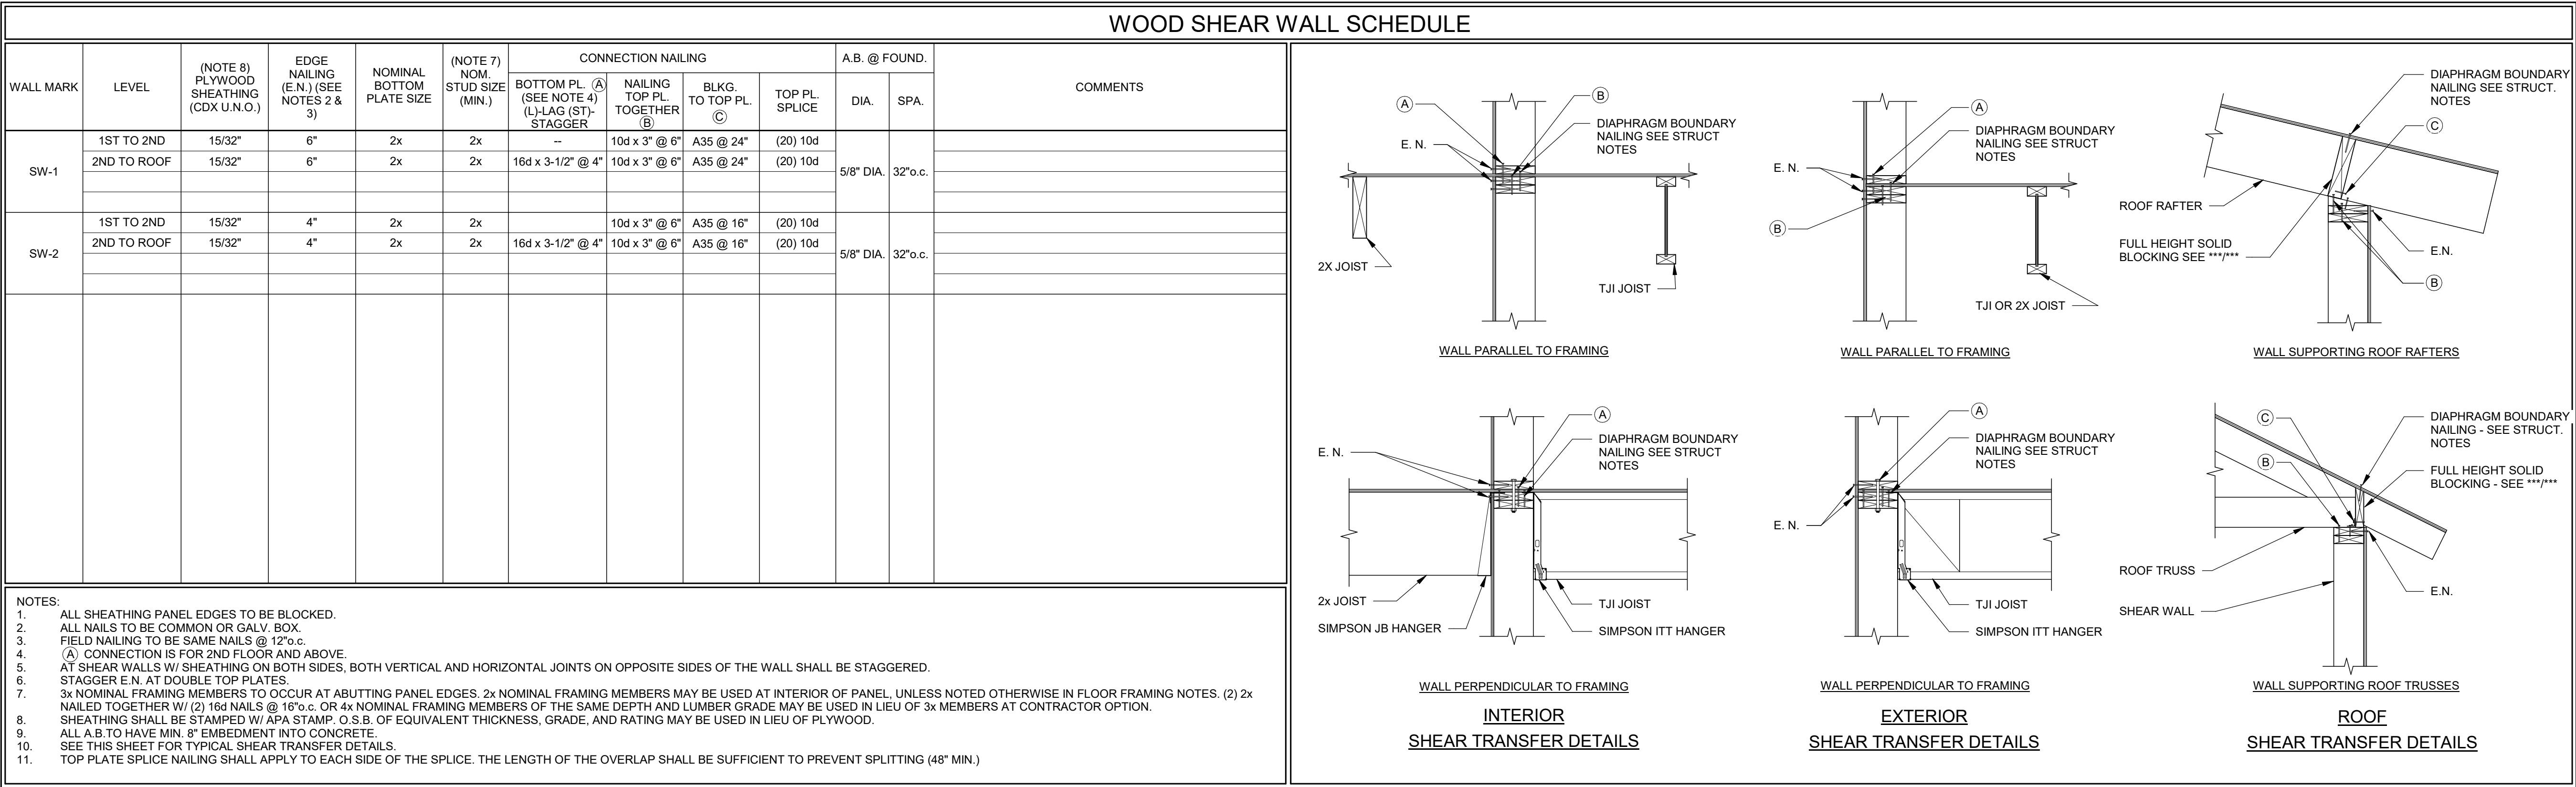 WOOD SHEAR WALL SCHEDULE
WALL MARK
LEVEL
(NOTE 8)
PLYWOOD
SHEATHING
(CDX U.N.O.)
EDGE
NAILING
(E.N.) (SEE
NOTES 2 &
3)
NOMINAL
BOTTOM
PLATE SIZE
(NOTE 7)
NOM.
STUD SIZE
(MIN.)
CONNECTION NAILING
BOTTOM PL. A
(SEE NOTE 4)
(L)-LAG (ST)-
STAGGER
NAILING
TOP PL.
TOGETHER
B
BLKG.
TO TOP PL.
C
TOP PL.
SPLICE
A.B. @ FOUND.
DIA.
SPA.
COMMENTS
SW-1
1ST TO 2ND 15/32" 6" 2x 2x -- 10d x 3" @ 6" A35 @ 24" (20) 10d
2ND TO ROOF 15/32" 6" 2x 2x 16d x 3-1/2" @ 4" 10d x 3" @ 6" A35 @ 24" (20) 10d
5/8" DIA. 32"o.c.
SW-2
1ST TO 2ND 15/32" 4" 2x 2x 10d x 3" @ 6" A35 @ 16" (20) 10d
2ND TO ROOF 15/32" 4" 2x 2x 16d x 3-1/2" @ 4" 10d x 3" @ 6" A35 @ 16" (20) 10d
5/8" DIA. 32"o.c.
NOTES:
1. ALL SHEATHING PANEL EDGES TO BE BLOCKED.
2. ALL NAILS TO BE COMMON OR GALV. BOX.
3. FIELD NAILING TO BE SAME NAILS @ 12"o.c.
4. A CONNECTION IS FOR 2ND FLOOR AND ABOVE.
5. AT SHEAR WALLS W/ SHEATHING ON BOTH SIDES, BOTH VERTICAL AND HORIZONTAL JOINTS ON OPPOSITE SIDES OF THE WALL SHALL BE STAGGERED.
6. STAGGER E.N. AT DOUBLE TOP PLATES.
7. 3x NOMINAL FRAMING MEMBERS TO OCCUR AT ABUTTING PANEL EDGES. 2x NOMINAL FRAMING MEMBERS MAY BE USED AT INTERIOR OF PANEL, UNLESS NOTED OTHERWISE IN FLOOR FRAMING NOTES. (2) 2x
NAILED TOGETHER W/ (2) 16d NAILS @ 16"o.c. OR 4x NOMINAL FRAMING MEMBERS OF THE SAME DEPTH AND LUMBER GRADE MAY BE USED IN LIEU OF 3x MEMBERS AT CONTRACTOR OPTION.
8. SHEATHING SHALL BE STAMPED W/ APA STAMP. O.S.B. OF EQUIVALENT THICKNESS, GRADE, AND RATING MAY BE USED IN LIEU OF PLYWOOD.
9. ALL A.B.TO HAVE MIN. 8" EMBEDMENT INTO CONCRETE.
10. SEE THIS SHEET FOR TYPICAL SHEAR TRANSFER DETAILS.
11. TOP PLATE SPLICE NAILING SHALL APPLY TO EACH SIDE OF THE SPLICE. THE LENGTH OF THE OVERLAP SHALL BE SUFFICIENT TO PREVENT SPLITTING (48" MIN.)
A
B
DIAPHRAGM BOUNDARY
NAILING SEE STRUCT
NOTES
E. N.
2X JOIST
TJI JOIST
WALL PARALLEL TO FRAMING
A
DIAPHRAGM BOUNDARY
NAILING SEE STRUCT
NOTES
E. N.
B
TJI OR 2X JOIST
WALL PARALLEL TO FRAMING
DIAPHRAGM BOUNDARY
NAILING SEE STRUCT.
NOTES
C
ROOF RAFTER
FULL HEIGHT SOLID
BLOCKING SEE ***/***
E.N.
B
WALL SUPPORTING ROOF RAFTERS
A
DIAPHRAGM BOUNDARY
NAILING SEE STRUCT
NOTES
E. N.
2x JOIST
SIMPSON JB HANGER
TJI JOIST
SIMPSON ITT HANGER
WALL PERPENDICULAR TO FRAMING
INTERIOR
SHEAR TRANSFER DETAILS
A
DIAPHRAGM BOUNDARY
NAILING SEE STRUCT
NOTES
E. N.
TJI JOIST
SIMPSON ITT HANGER
WALL PERPENDICULAR TO FRAMING
EXTERIOR
SHEAR TRANSFER DETAILS
C
DIAPHRAGM BOUNDARY
NAILING - SEE STRUCT.
NOTES
B
FULL HEIGHT SOLID
BLOCKING - SEE ***/***
ROOF TRUSS
E.N.
SHEAR WALL
WALL SUPPORTING ROOF TRUSSES
ROOF
SHEAR TRANSFER DETAILS